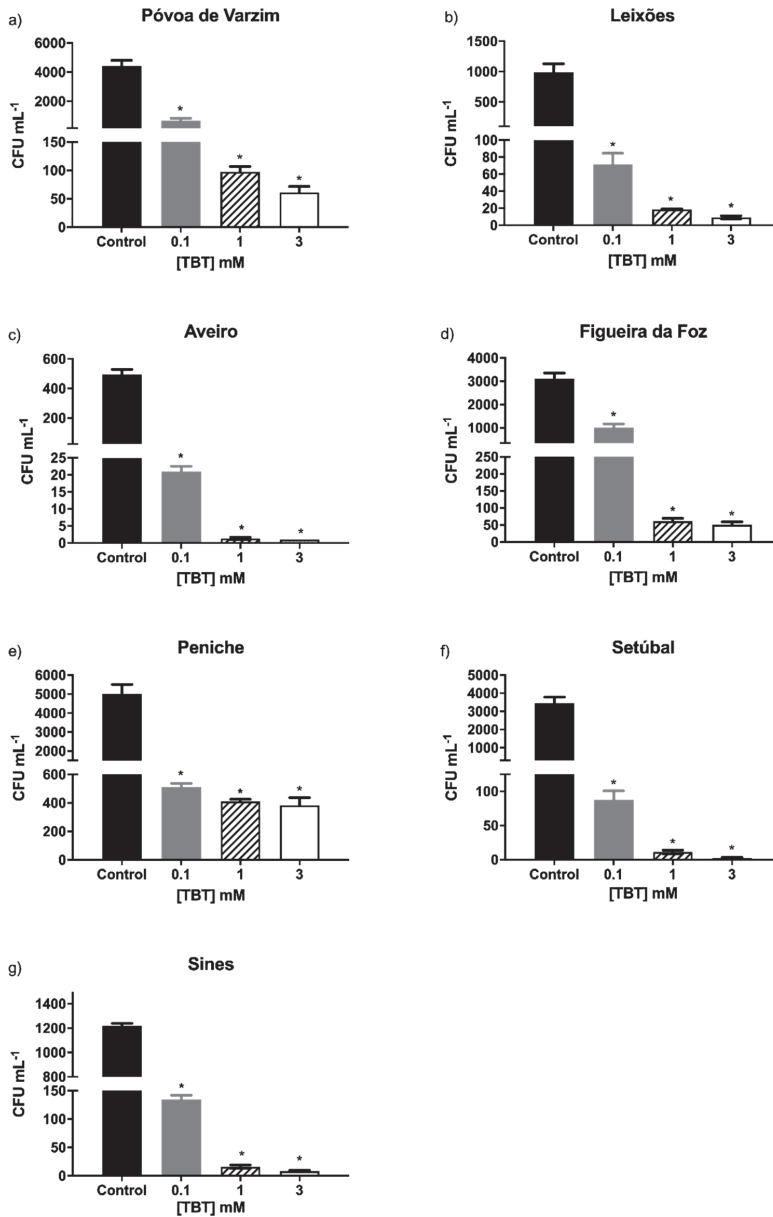 a)
Póvoa de Varzim
6000
4000
2000
150
100
50
0
CFU mL⁻¹
*
*
*
Control 0.1 1 3
[TBT] mM
b)
Leixões
1500
1000
500
100
80
60
40
20
0
CFU mL⁻¹
*
*
*
Control 0.1 1 3
[TBT] mM
c)
Aveiro
600
400
200
25
20
15
10
5
0
CFU mL⁻¹
*
*
*
Control 0.1 1 3
[TBT] mM
d)
Figueira da Foz
4000
3000
2000
1000
250
200
150
100
50
0
CFU mL⁻¹
*
*
*
Control 0.1 1 3
[TBT] mM
e)
Peniche
6000
5000
4000
3000
2000
1000
600
400
200
0
CFU mL⁻¹
*
*
*
Control 0.1 1 3
[TBT] mM
f)
Setúbal
5000
4000
3000
2000
1000
100
50
0
CFU mL⁻¹
*
*
*
Control 0.1 1 3
[TBT] mM
g)
Sines
1400
1200
1000
800
150
100
50
0
CFU mL⁻¹
*
*
*
Control 0.1 1 3
[TBT] mM